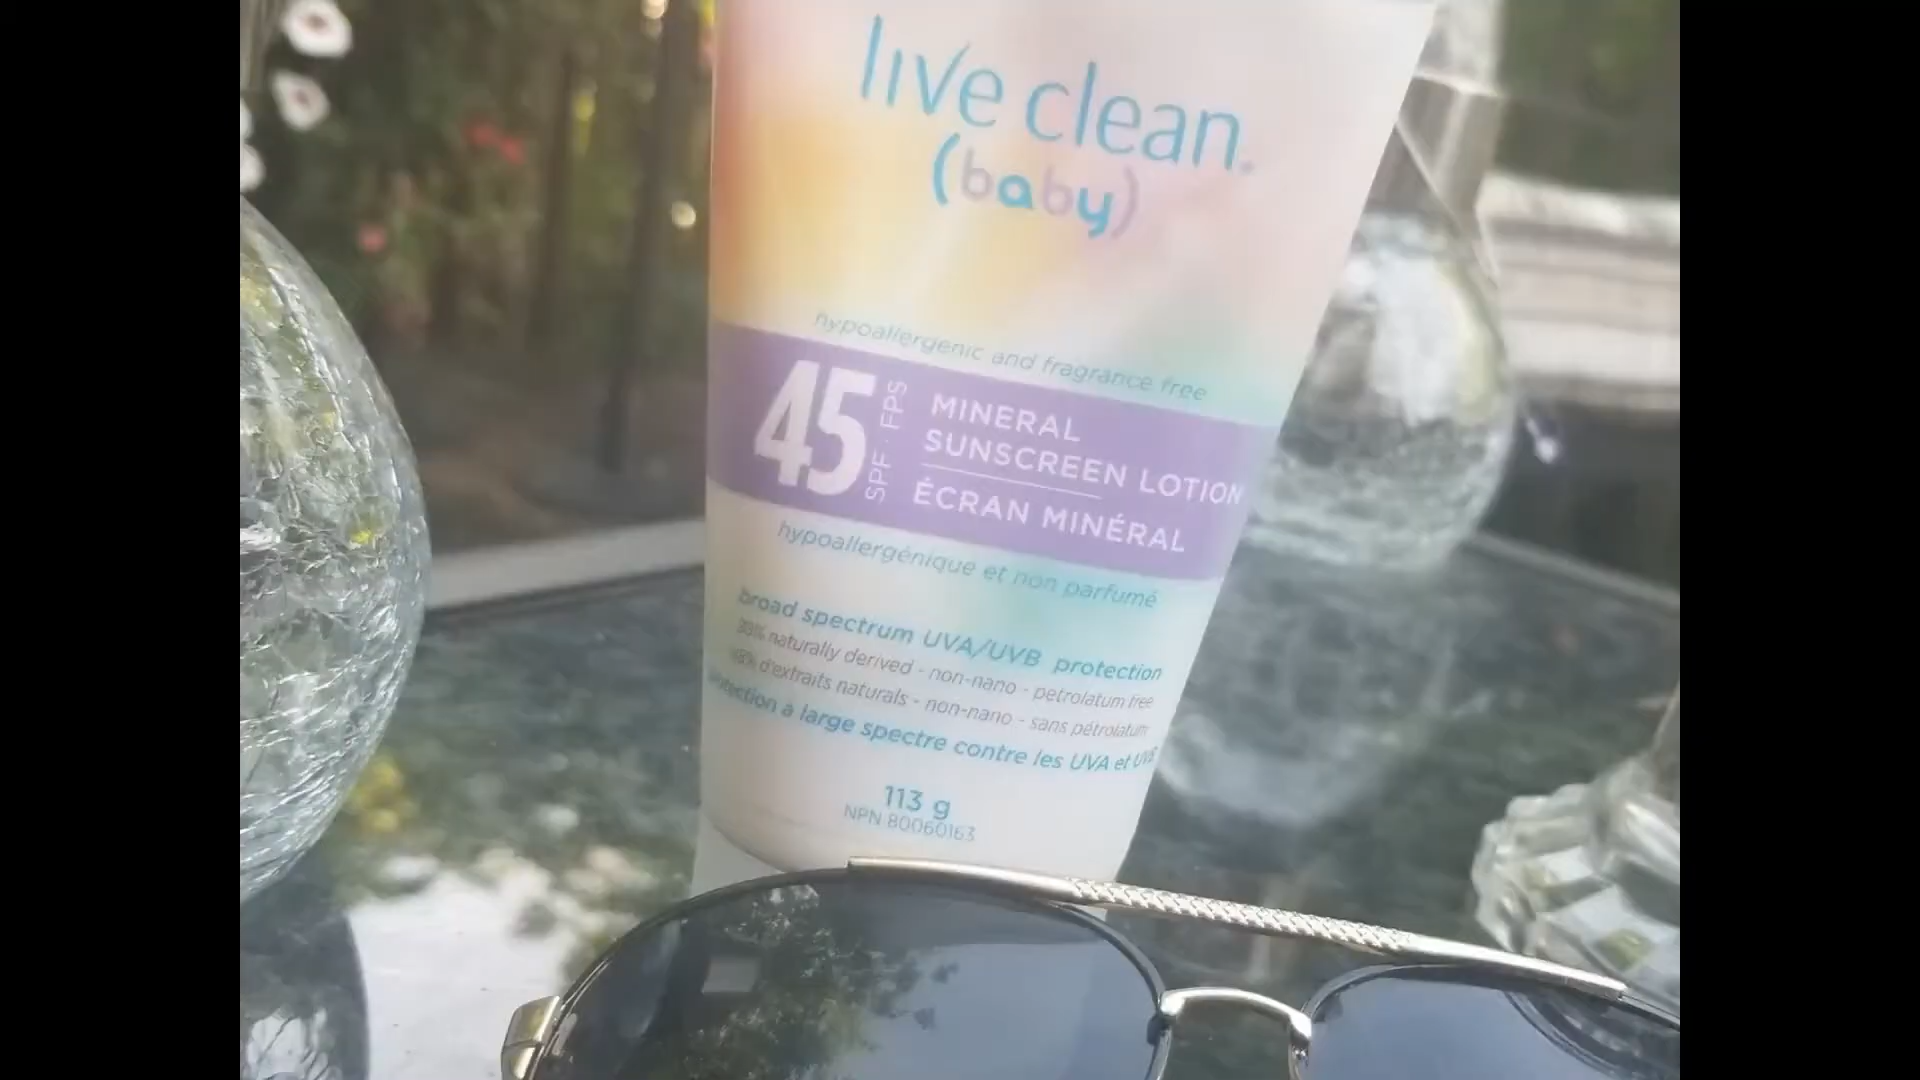 live clean.
(baby)
hypoallergenic and fragrance free
45
SPF · FPS
MINERAL
SUNSCREEN LOTION
ÉCRAN MINÉRAL
hypoallergénique et non parfumé
broad spectrum UVA/UVB protection
naturally derived - non-nano - petrolatum free
d'extraits naturals - non-nano - sans pétrolatum
à large spectre contre les UVA et UVB
113 g
NPN 80060163